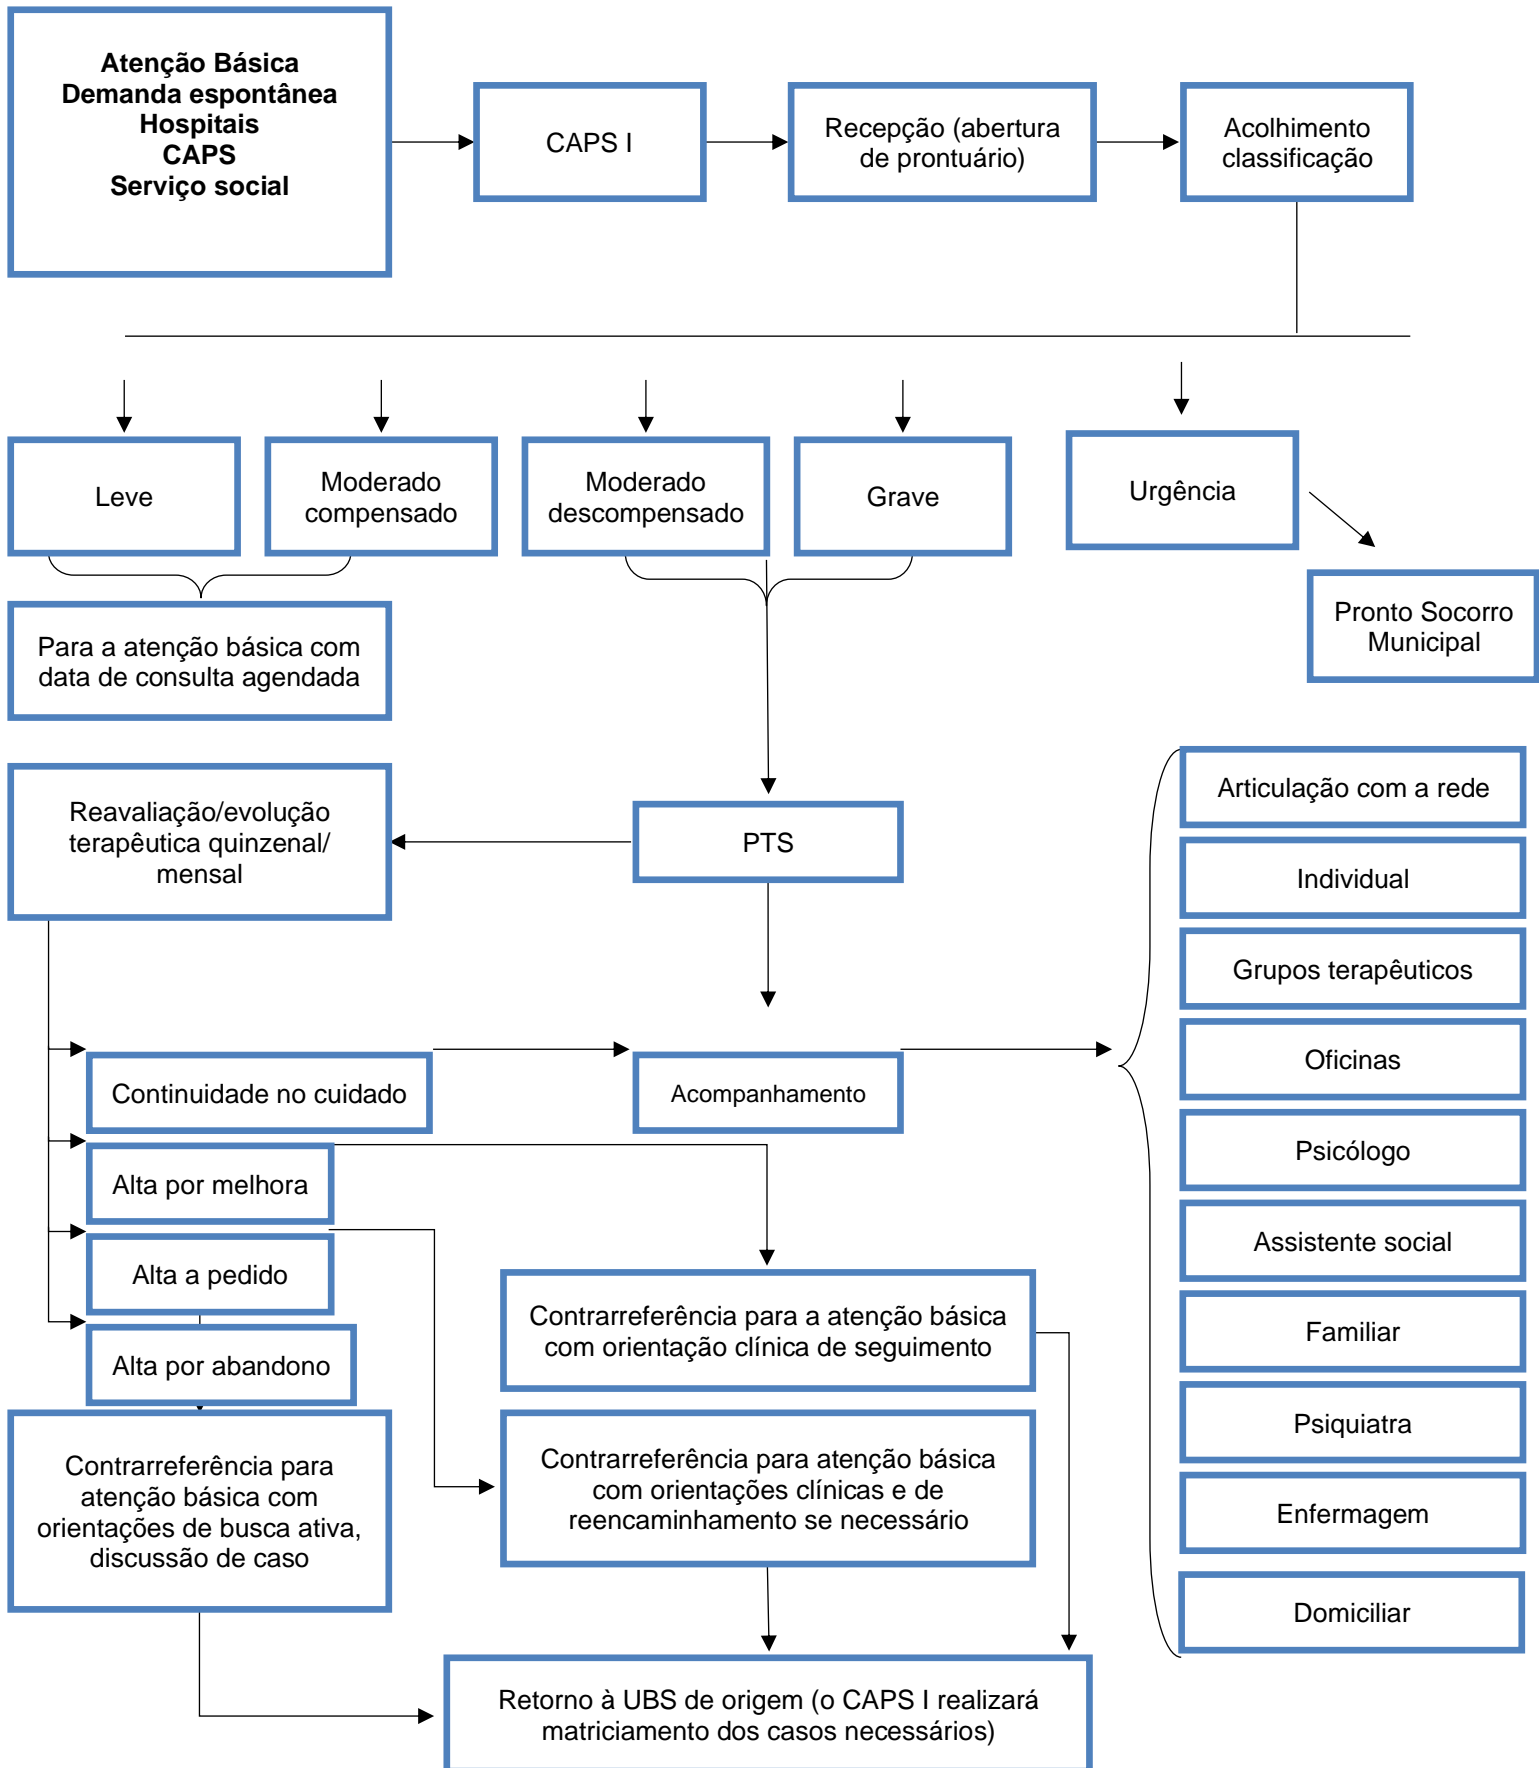 Atenção Básica
Demanda espontânea
Hospitais
CAPS
Serviço social
CAPS I
Recepção (abertura
de prontuário)
Acolhimento
classificação
Leve
Moderado
compensado
Moderado
descompensado
Grave
Urgência
Pronto Socorro
Municipal
Para a atenção básica com
data de consulta agendada
Reavaliação/evolução
terapêutica quinzenal/
mensal
PTS
Articulação com a rede
Individual
Grupos terapêuticos
Oficinas
Psicólogo
Assistente social
Familiar
Psiquiatra
Enfermagem
Domiciliar
Continuidade no cuidado
Acompanhamento
Alta por melhora
Alta a pedido
Alta por abandono
Contrarreferência para a atenção básica
com orientação clínica de seguimento
Contrarreferência para atenção básica
com orientações clínicas e de
reencaminhamento se necessário
Contrarreferência para
atenção básica com
orientações de busca ativa,
discussão de caso
Retorno à UBS de origem (o CAPS I realizará
matriciamento dos casos necessários)